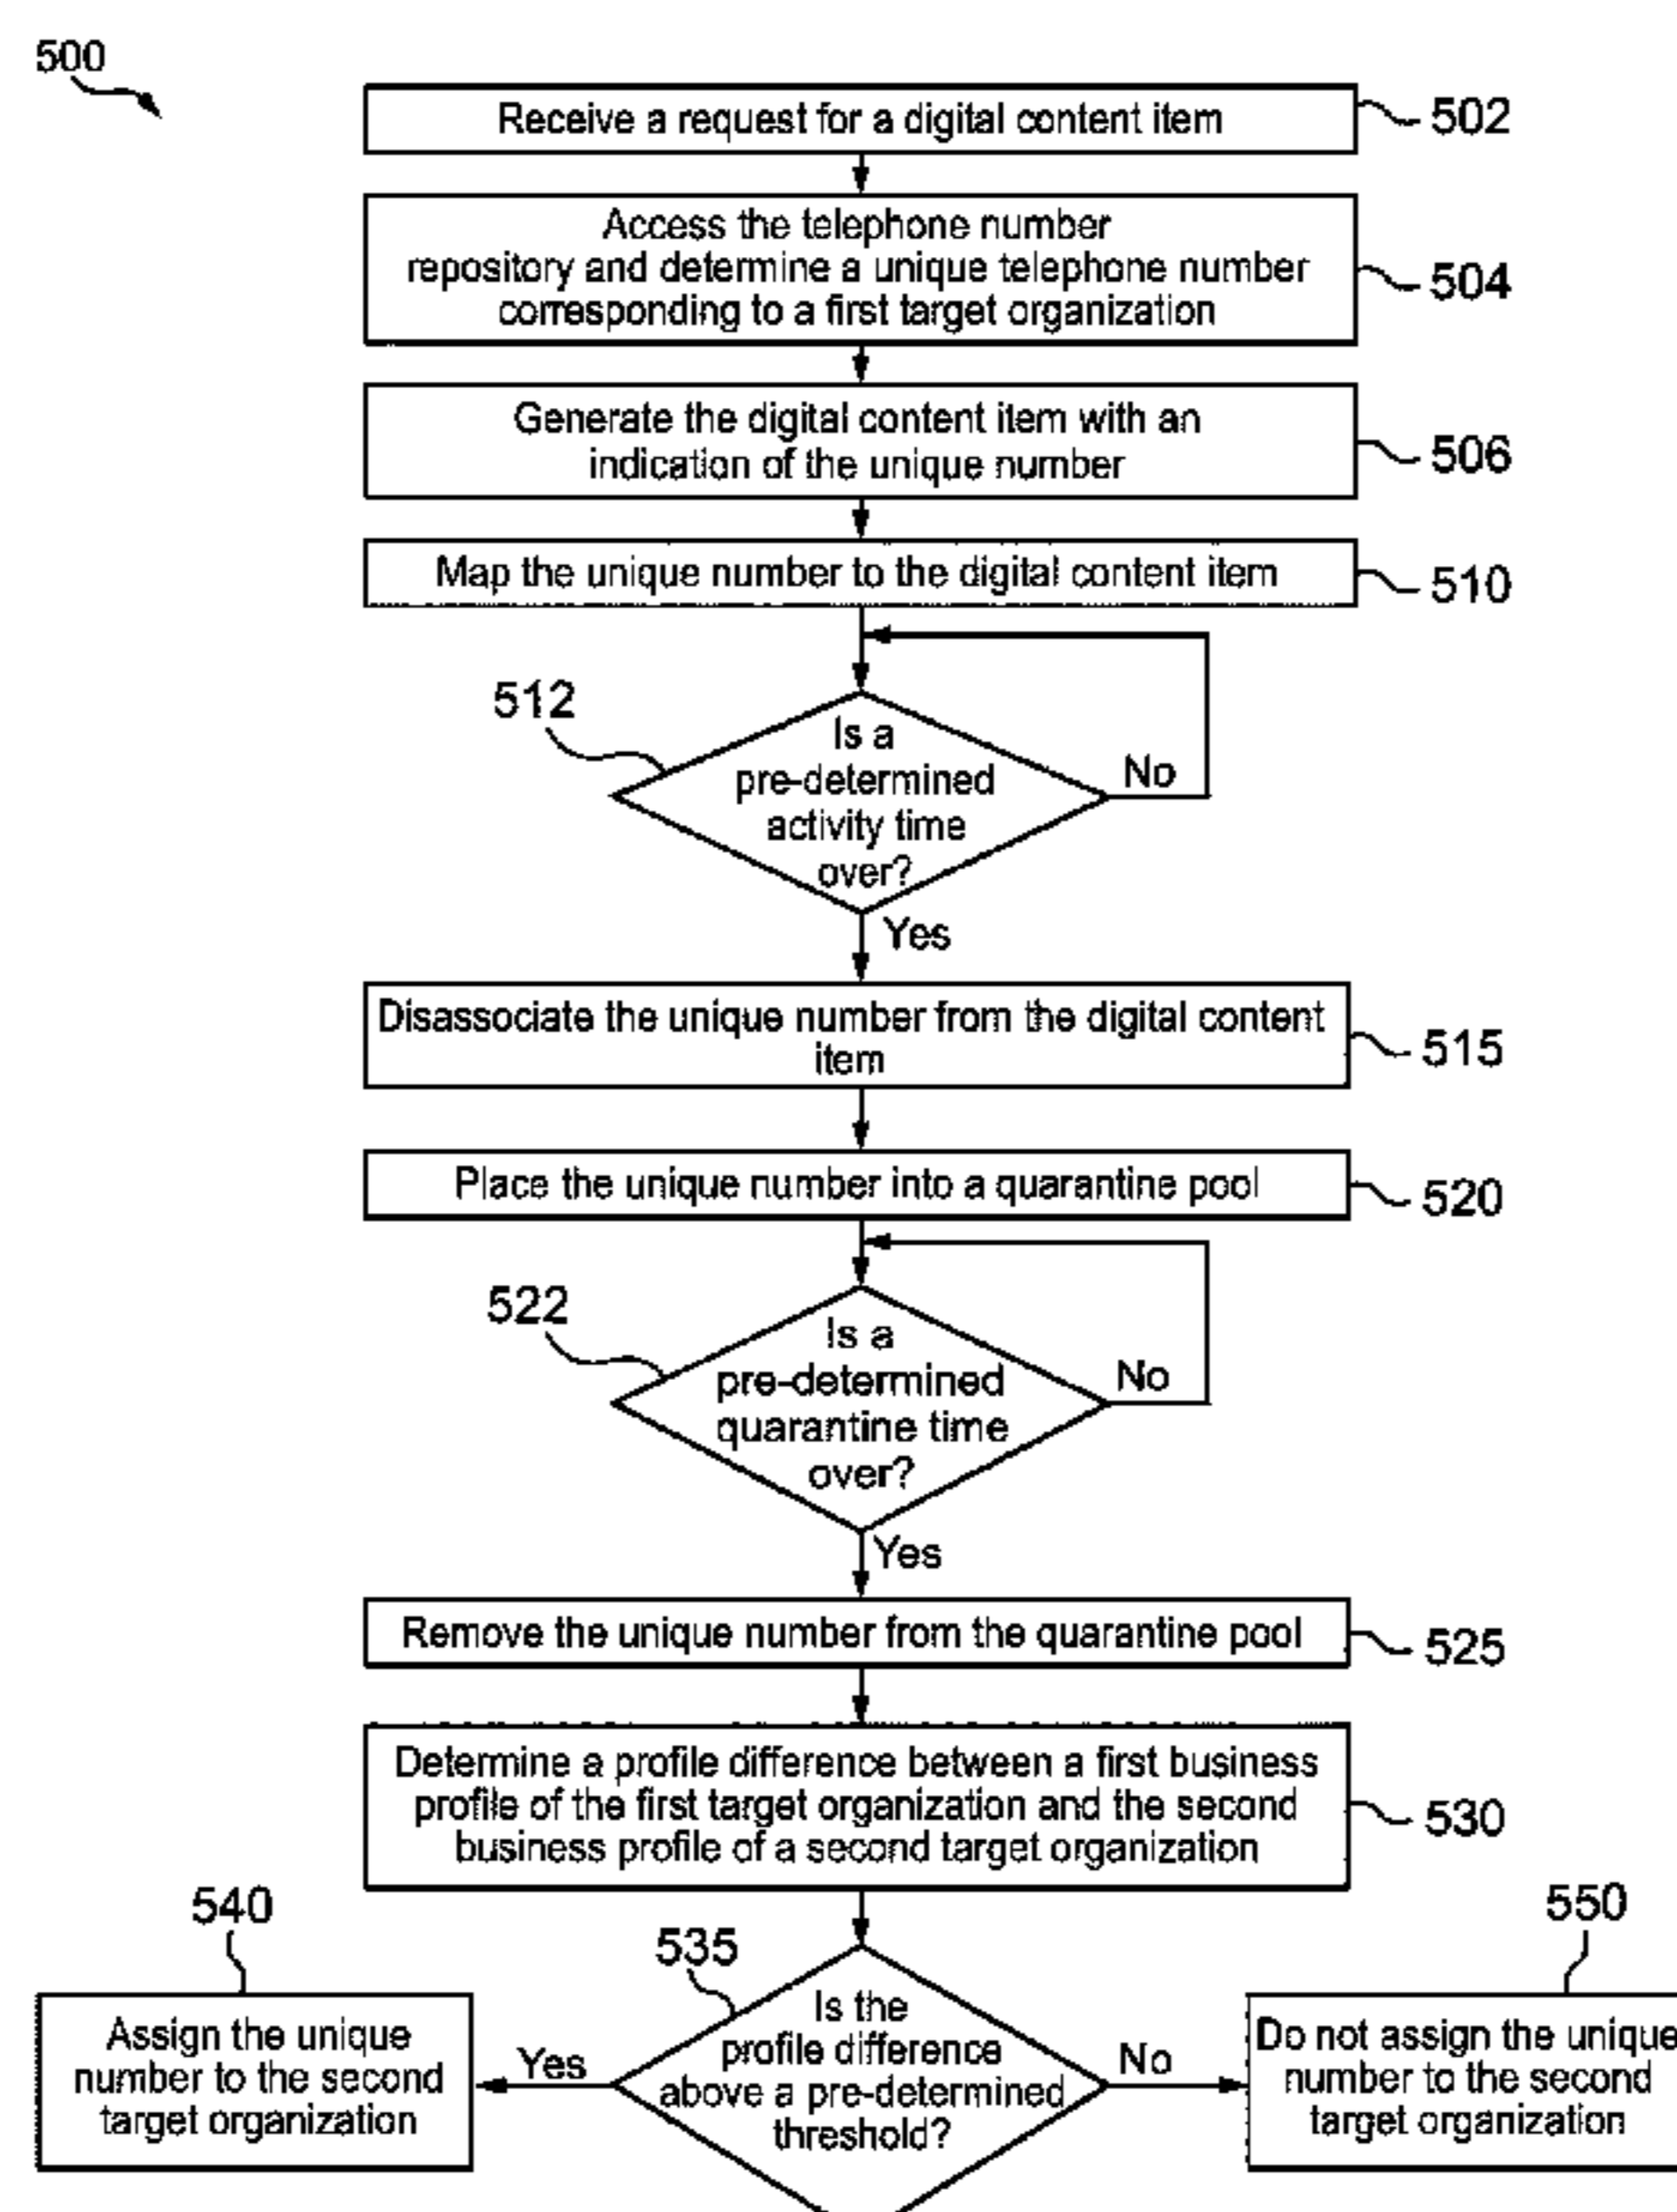 500
Receive a request for a digital content item
502
Access the telephone number
repository and determine a unique telephone number
corresponding to a first target organization
504
Generate the digital content item with an
indication of the unique number
506
Map the unique number to the digital content item
510
512
Is a
pre-determined
activity time
over?
No
Yes
Disassociate the unique number from the digital content
item
515
Place the unique number into a quarantine pool
520
522
Is a
pre-determined
quarantine time
over?
No
Yes
Remove the unique number from the quarantine pool
525
Determine a profile difference between a first business
profile of the first target organization and the second
business profile of a second target organization
530
540
535
550
Assign the unique
number to the second
target organization
Yes
Is the
profile difference
above a pre-determined
threshold?
No
Do not assign the unique
number to the second
target organization